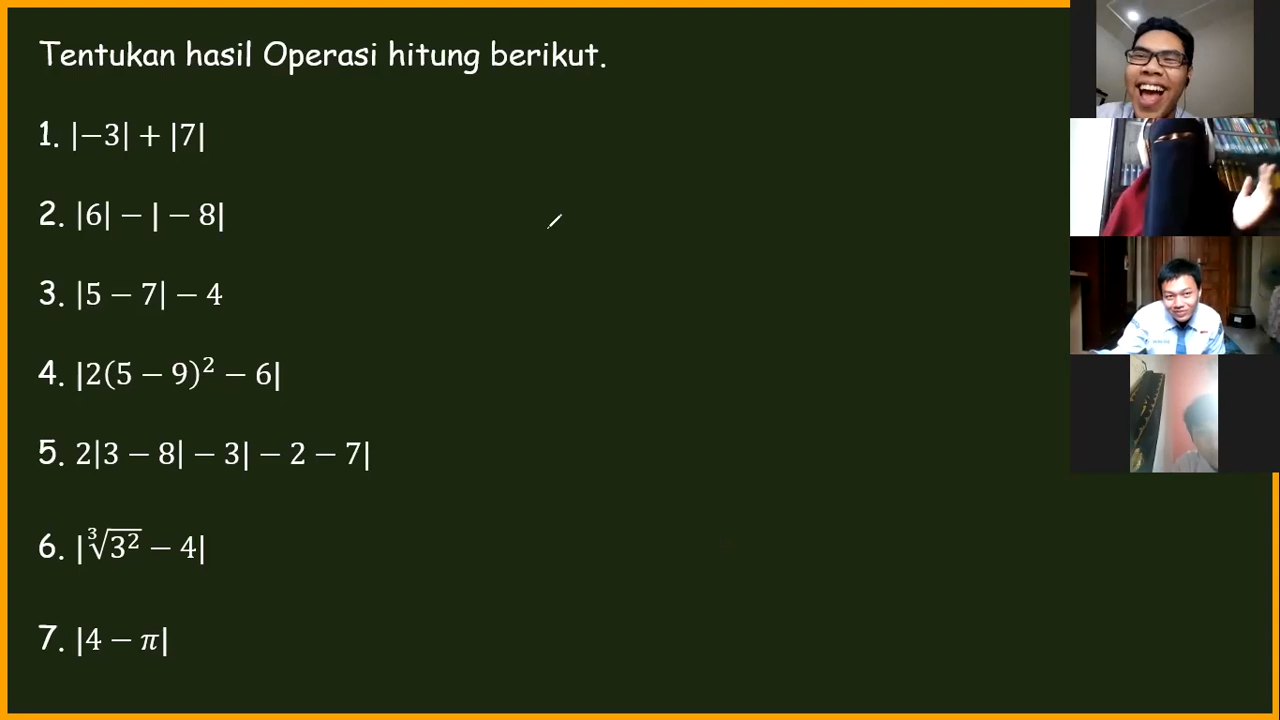 Tentukan hasil Operasi hitung berikut.
1. |−3| + |7|
2. |6| − | − 8|
3. |5 − 7| − 4
4. |2(5 − 9)² − 6|
5. 2|3 − 8| − 3| − 2 − 7|
6. |∛3² − 4|
7. |4 − π|